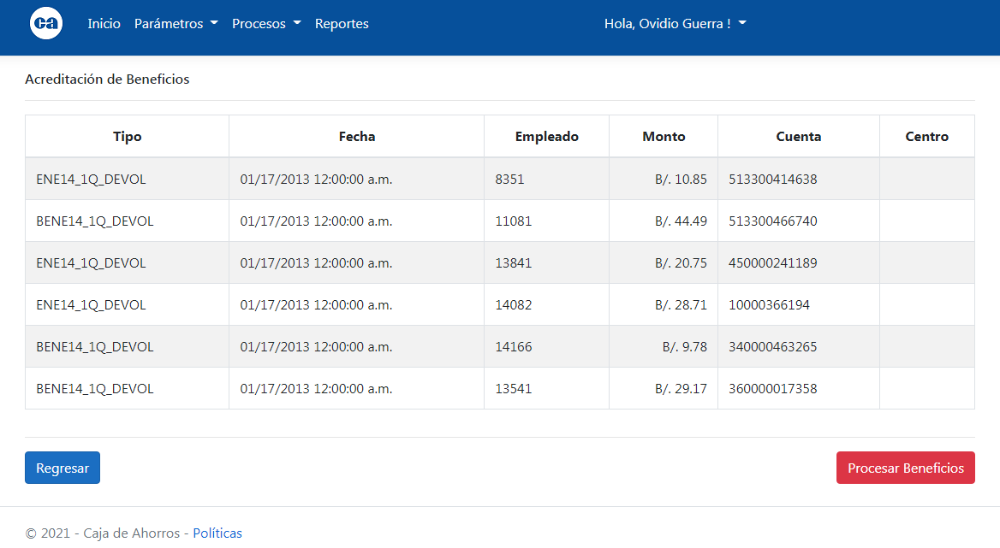 ca Inicio Parámetros Procesos Reportes Hola, Ovidio Guerra !
Acreditación de Beneficios
Tipo Fecha Empleado Monto Cuenta Centro
ENE14_1Q_DEVOL 01/17/2013 12:00:00 a.m. 8351 B/. 10.85 513300414638
BENE14_1Q_DEVOL 01/17/2013 12:00:00 a.m. 11081 B/. 44.49 513300466740
ENE14_1Q_DEVOL 01/17/2013 12:00:00 a.m. 13841 B/. 20.75 450000241189
ENE14_1Q_DEVOL 01/17/2013 12:00:00 a.m. 14082 B/. 28.71 10000366194
BENE14_1Q_DEVOL 01/17/2013 12:00:00 a.m. 14166 B/. 9.78 340000463265
BENE14_1Q_DEVOL 01/17/2013 12:00:00 a.m. 13541 B/. 29.17 360000017358
Regresar Procesar Beneficios
© 2021 - Caja de Ahorros - Políticas